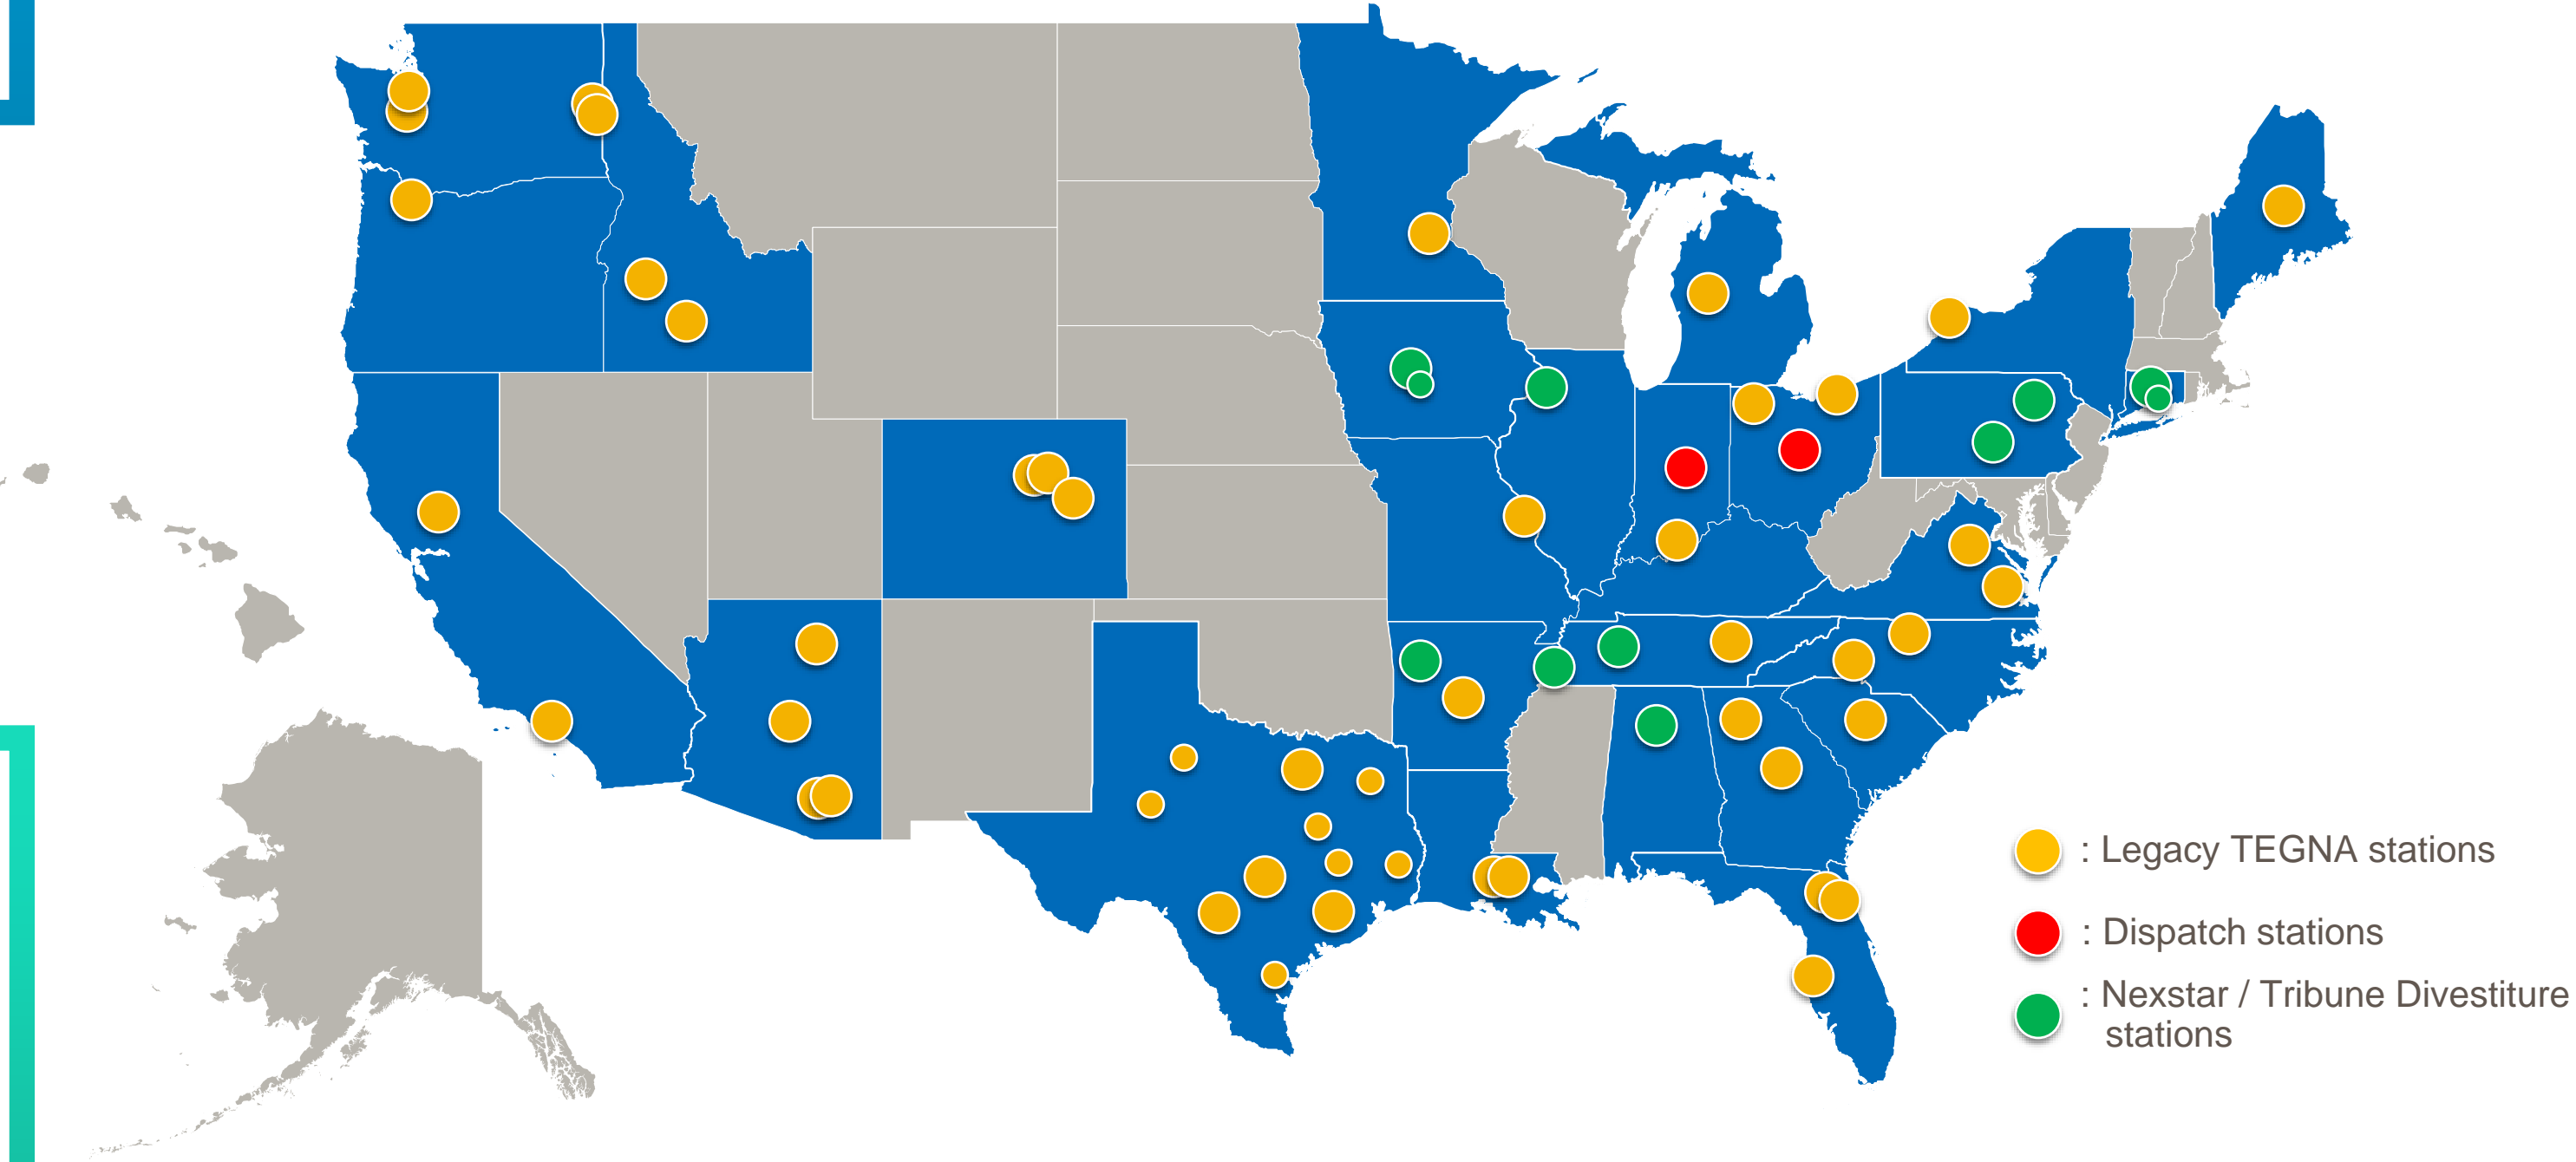 : Legacy TEGNA stations
: Dispatch stations
: Nexstar / Tribune Divestiture
stations